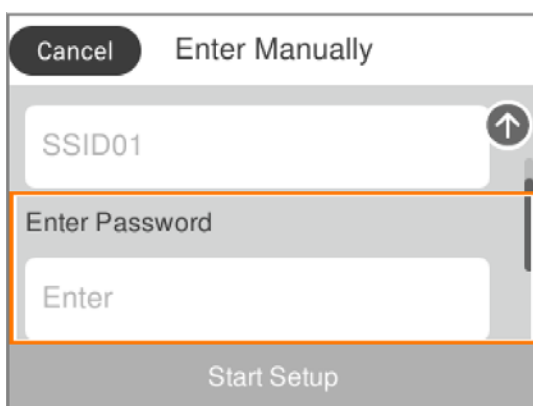 Cancel Enter Manually
SSID01
Enter Password
Enter
Start Setup